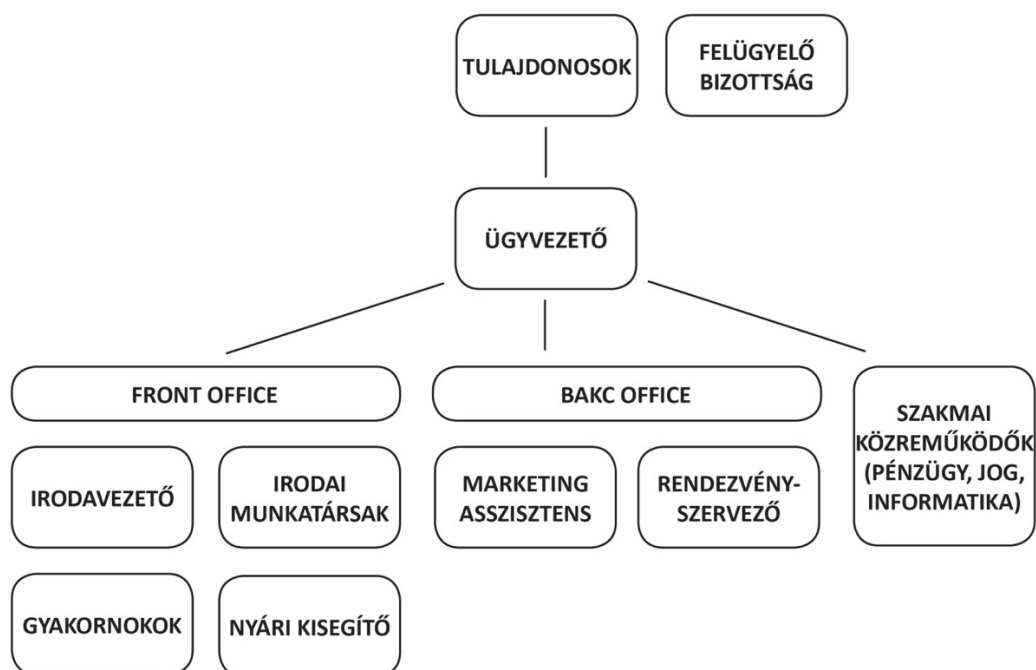 TULAJDONOSOK
FELÜGYELŐ
BIZOTTSÁG
ÜGYVEZETŐ
FRONT OFFICE
BAKC OFFICE
SZAKMAI
KÖZREMŰKÖDŐK
(PÉNZÜGY, JOG,
INFORMATIKA)
IRODAVEZETŐ
IRODAI
MUNKATÁRSAK
MARKETING
ASSZISZTENS
RENDEZVÉNY-
SZERVEZŐ
GYAKORNOKOK
NYÁRI KISEGÍTŐ